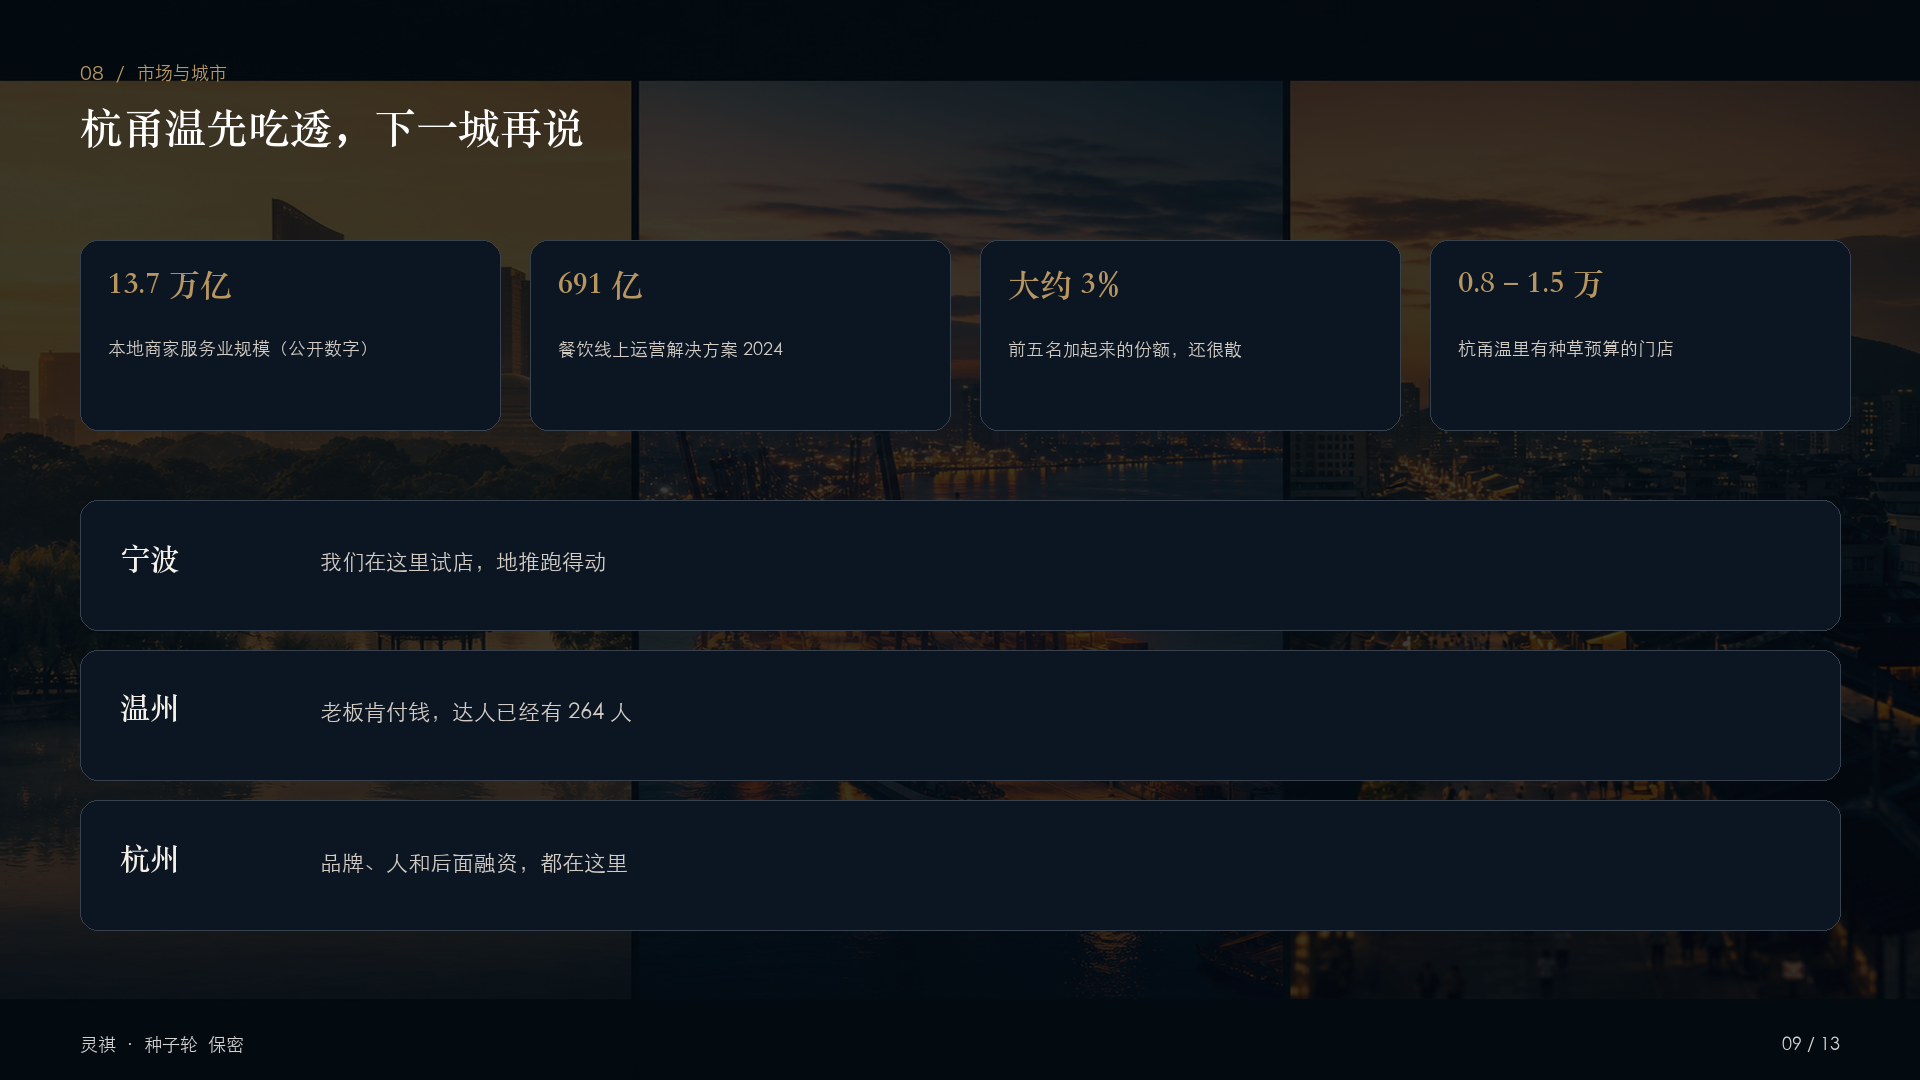 08 / 市场与城市
杭甬温先吃透，下一城再说
13.7 万亿
本地商家服务业规模（公开数字）
691 亿
餐饮线上运营解决方案 2024
大约 3%
前五名加起来的份额，还很散
0.8 – 1.5 万
杭甬温里有种草预算的门店
宁波
我们在这里试店，地推跑得动
温州
老板肯付钱，达人已经有 264 人
杭州
品牌、人和后面融资，都在这里
灵祺 · 种子轮 保密
09 / 13